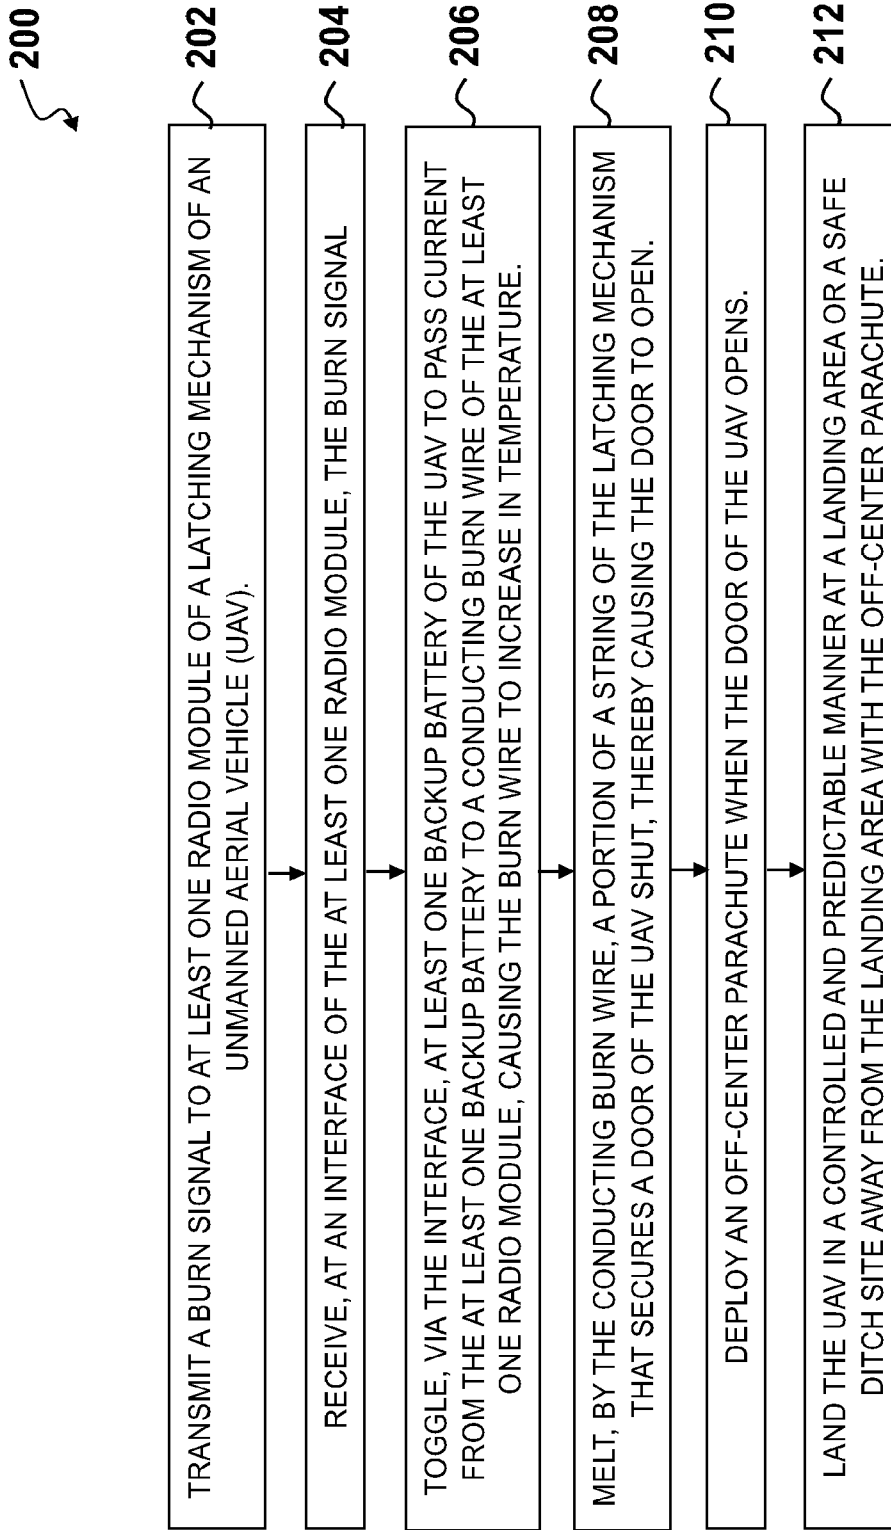 200
TRANSMIT A BURN SIGNAL TO AT LEAST ONE RADIO MODULE OF A LATCHING MECHANISM OF AN
UNMANNED AERIAL VEHICLE (UAV).
202
RECEIVE, AT AN INTERFACE OF THE AT LEAST ONE RADIO MODULE, THE BURN SIGNAL
204
TOGGLE, VIA THE INTERFACE, AT LEAST ONE BACKUP BATTERY OF THE UAV TO PASS CURRENT
FROM THE AT LEAST ONE BACKUP BATTERY TO A CONDUCTING BURN WIRE OF THE AT LEAST
ONE RADIO MODULE, CAUSING THE BURN WIRE TO INCREASE IN TEMPERATURE.
206
MELT, BY THE CONDUCTING BURN WIRE, A PORTION OF A STRING OF THE LATCHING MECHANISM
THAT SECURES A DOOR OF THE UAV SHUT, THEREBY CAUSING THE DOOR TO OPEN.
208
DEPLOY AN OFF-CENTER PARACHUTE WHEN THE DOOR OF THE UAV OPENS.
210
LAND THE UAV IN A CONTROLLED AND PREDICTABLE MANNER AT A LANDING AREA OR A SAFE
DITCH SITE AWAY FROM THE LANDING AREA WITH THE OFF-CENTER PARACHUTE.
212